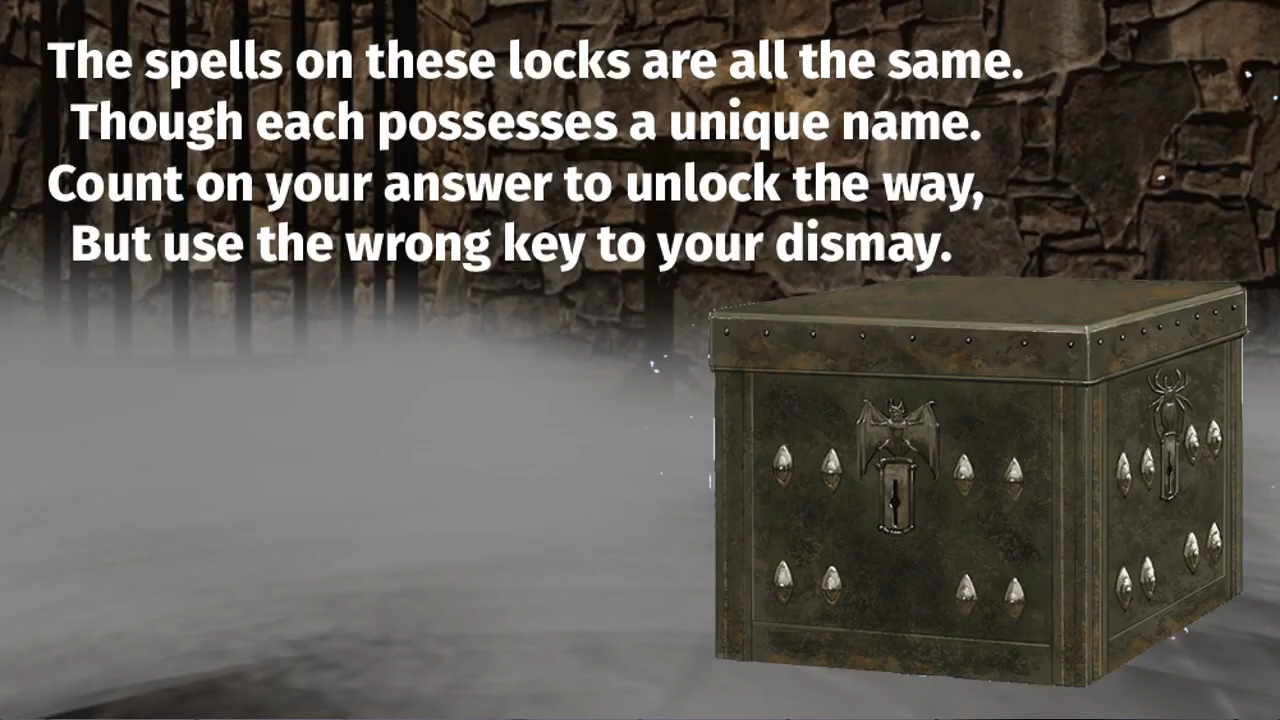 The spells on these locks are all the same.
Though each possesses a unique name.
Count on your answer to unlock the way,
But use the wrong key to your dismay.